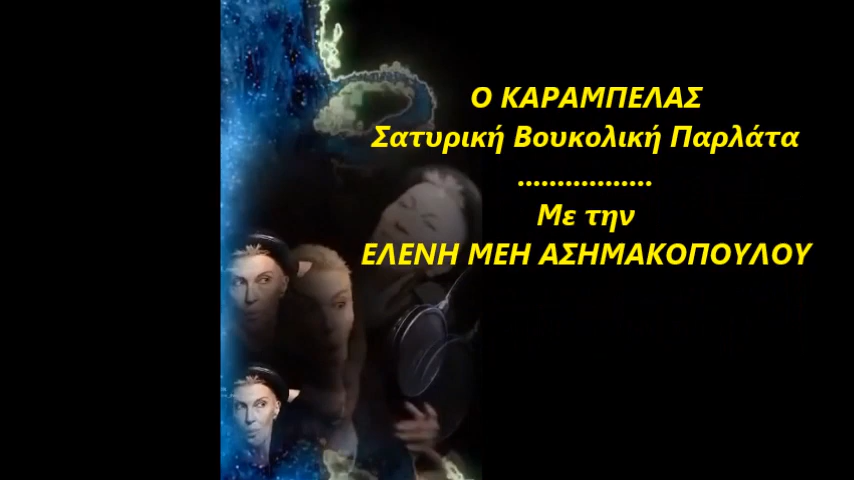 Ο ΚΑΡΑΜΠΕΛΑΣ
Σατυρική Βουκολική Παρλάτα
.................
Με την
ΕΛΕΝΗ ΜΕΗ ΑΣΗΜΑΚΟΠΟΥΛΟΥ